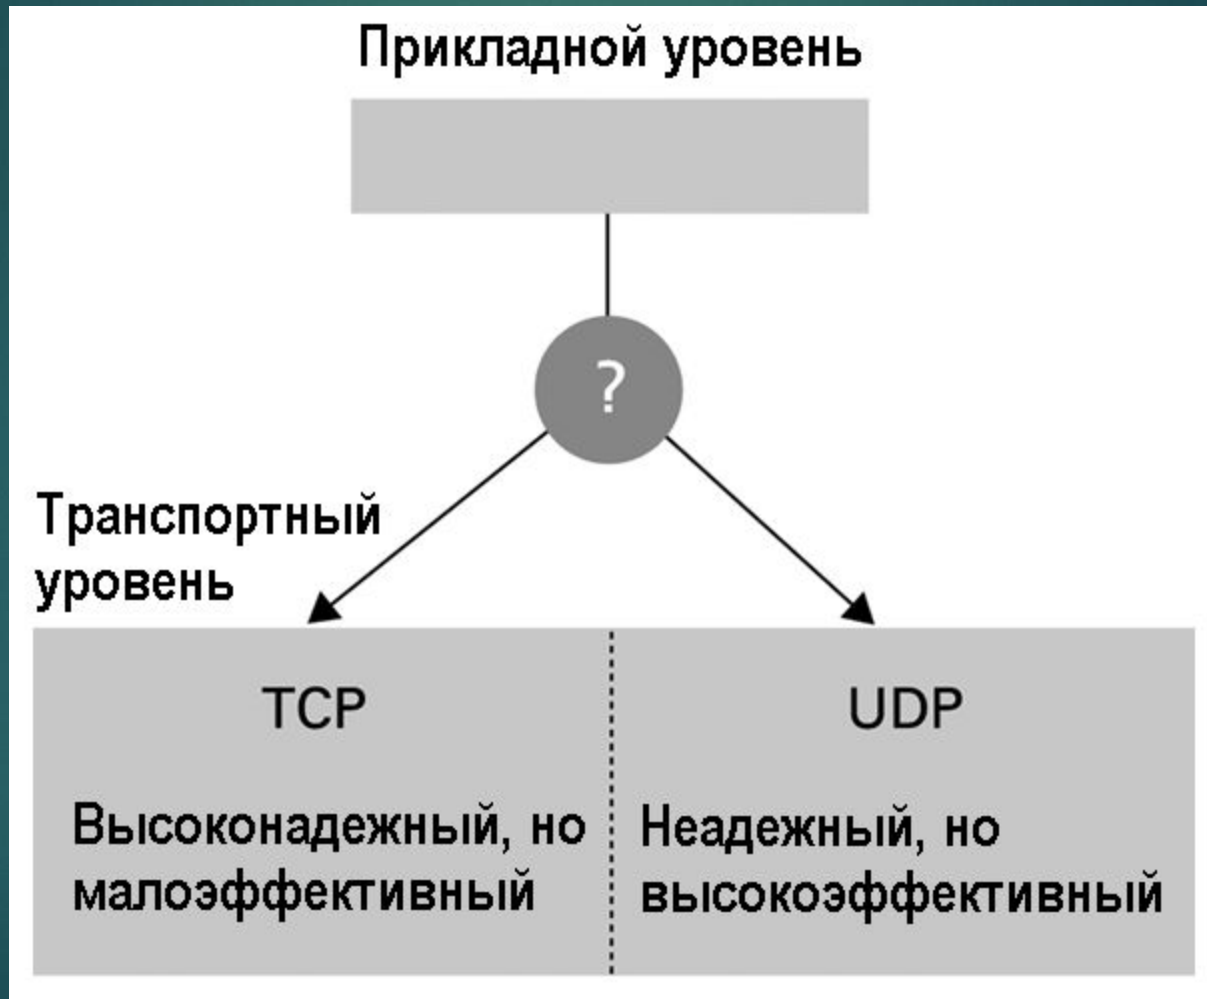 Прикладной уровень
?
Транспортный
уровень
TCP
Высоконадежный, но
малоэффективный
UDP
Неадежный, но
высокоэффективный